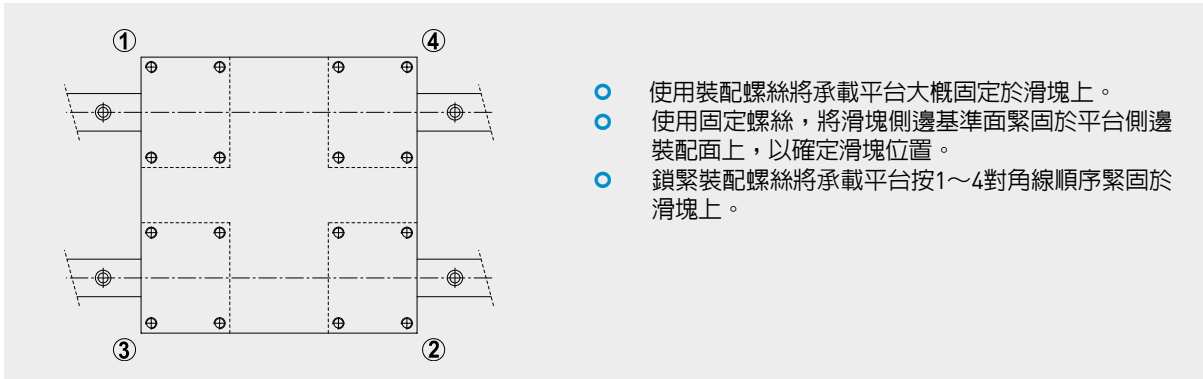 ① ④
使用裝配螺絲將承載平台大概固定於滑塊上。
使用固定螺絲,將滑塊側邊基準面緊固於平台側邊
裝配面上,以確定滑塊位置。
鎖緊裝配螺絲將承載平台按1～4對角線順序緊固於
滑塊上。
③ ②